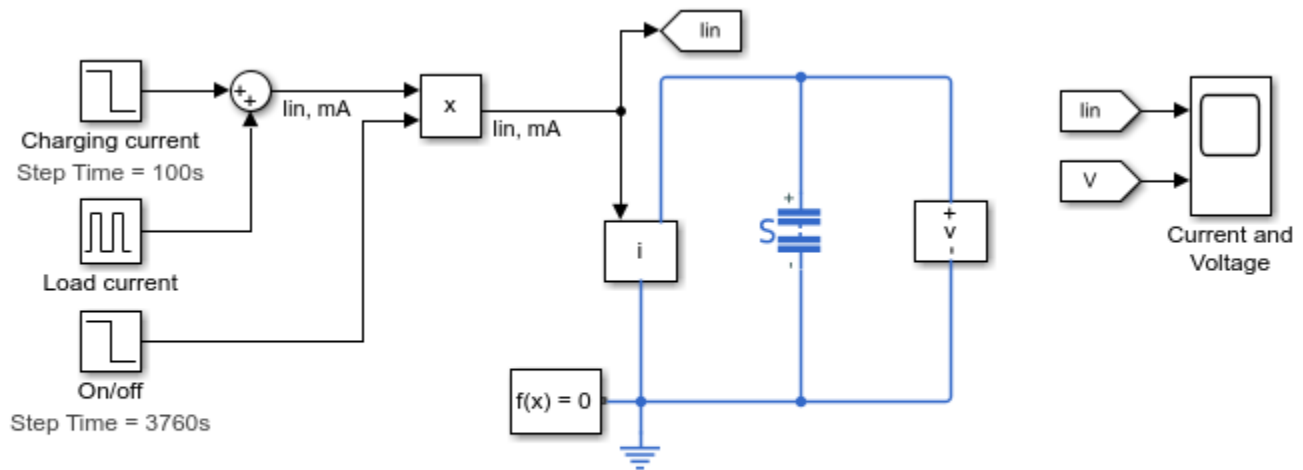 Iin
Iin, mA
x
Charging current
Step Time = 100s
Iin, mA
Iin
V
S
i
v
Load current
Current and
Voltage
On/off
Step Time = 3760s
f(x) = 0